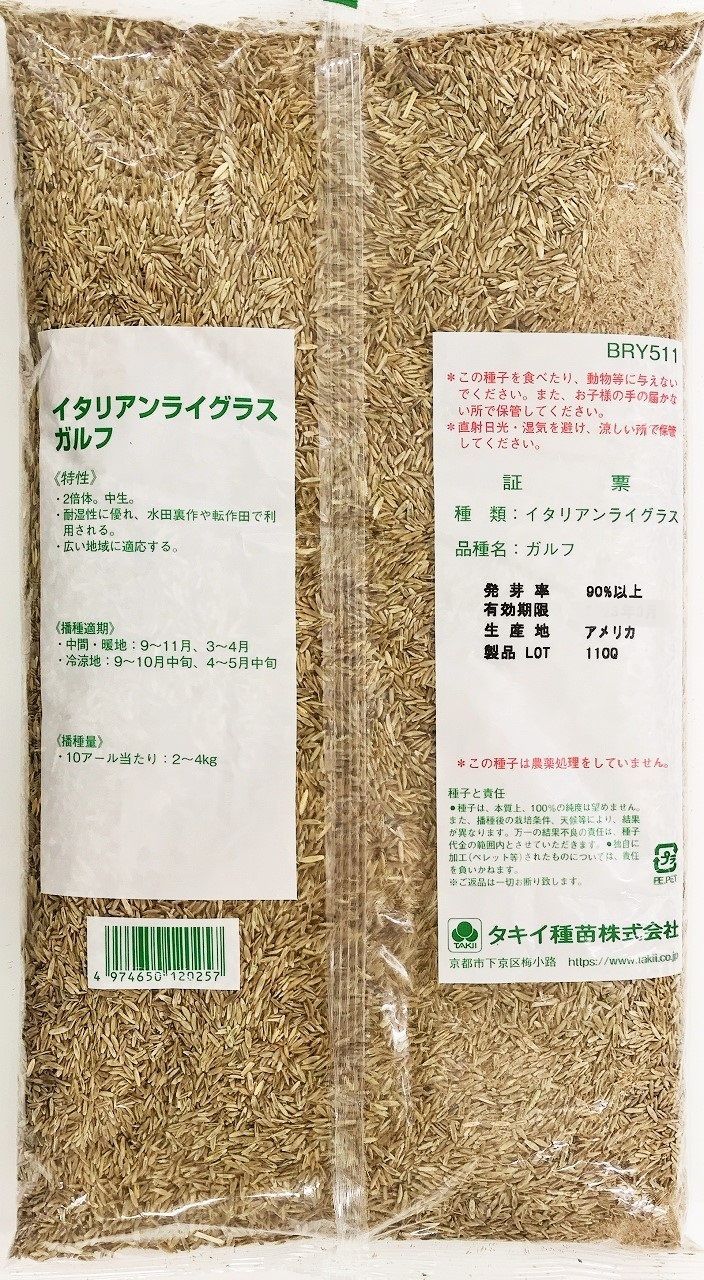 イタリアンライグラス
ガルフ
《特性》
・2倍体。中生。
・耐湿性に優れ、水田裏作や転作田で利
用される。
・広い地域に適応する。
《播種適期》
・中間・暖地：9〜11月、3〜4月
・冷涼地：9〜10月中旬、4〜5月中旬
《播種量》
・10アール当たり：2〜4kg
4 974650 120257
BRY511
＊この種子を食べたり、動物等に与えない
でください。また、お子様の手の届かな
い所で保管してください。
＊直射日光・湿気を避け、涼しい所で保管
してください。
証 票
種 類：イタリアンライグラス
品種名：ガルフ
発 芽 率 90%以上
有効期限
生 産 地 アメリカ
製品 LOT 110Q
＊この種子は農薬処理をしていません。
種子と責任
●種子は、本質上、100%の純度は望めません。
また、播種後の栽培条件、天候等により、結果
が異なります。万一の結果不良の責任は、種子
代金の範囲内とさせていただきます。●独自に
加工(ペレット等)されたものについては、責任
を負いかねます。
※ご返品は一切お断り致します。
プラ
PE,PET
TAKII
タキイ種苗株式会社
京都市下京区梅小路 https://www.takii.co.jp